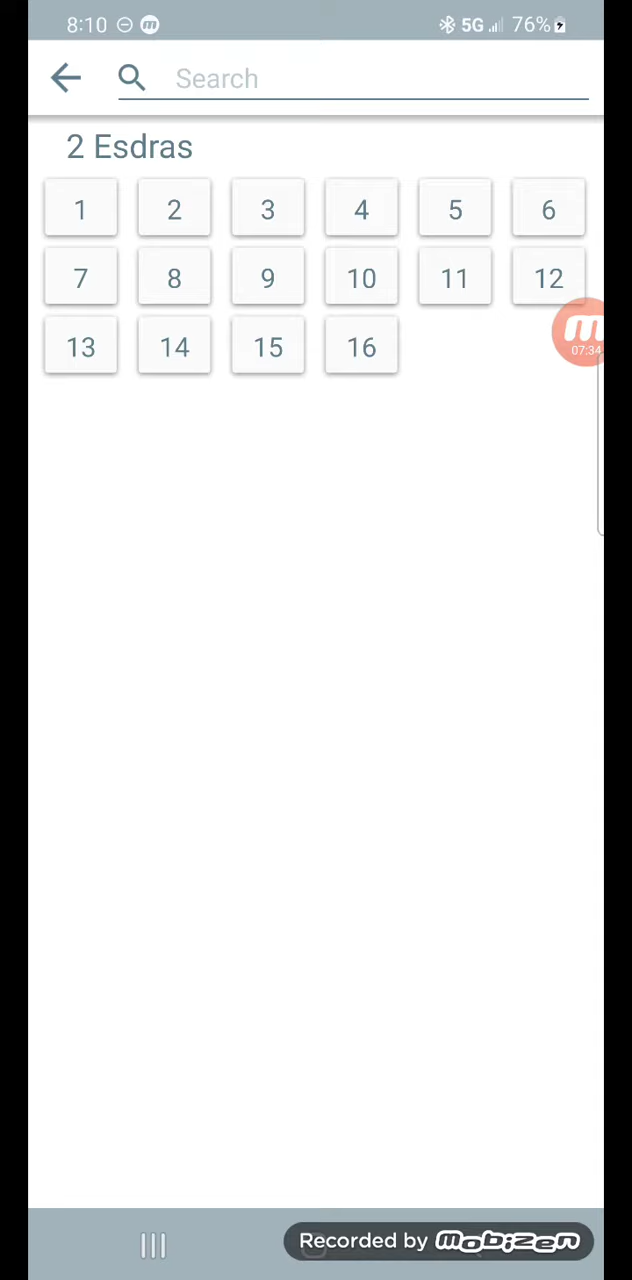 8:10 m 5G 76%
Search
2 Esdras
1 2 3 4 5 6
7 8 9 10 11 12
13 14 15 16
m
07:34
Recorded by mobizen